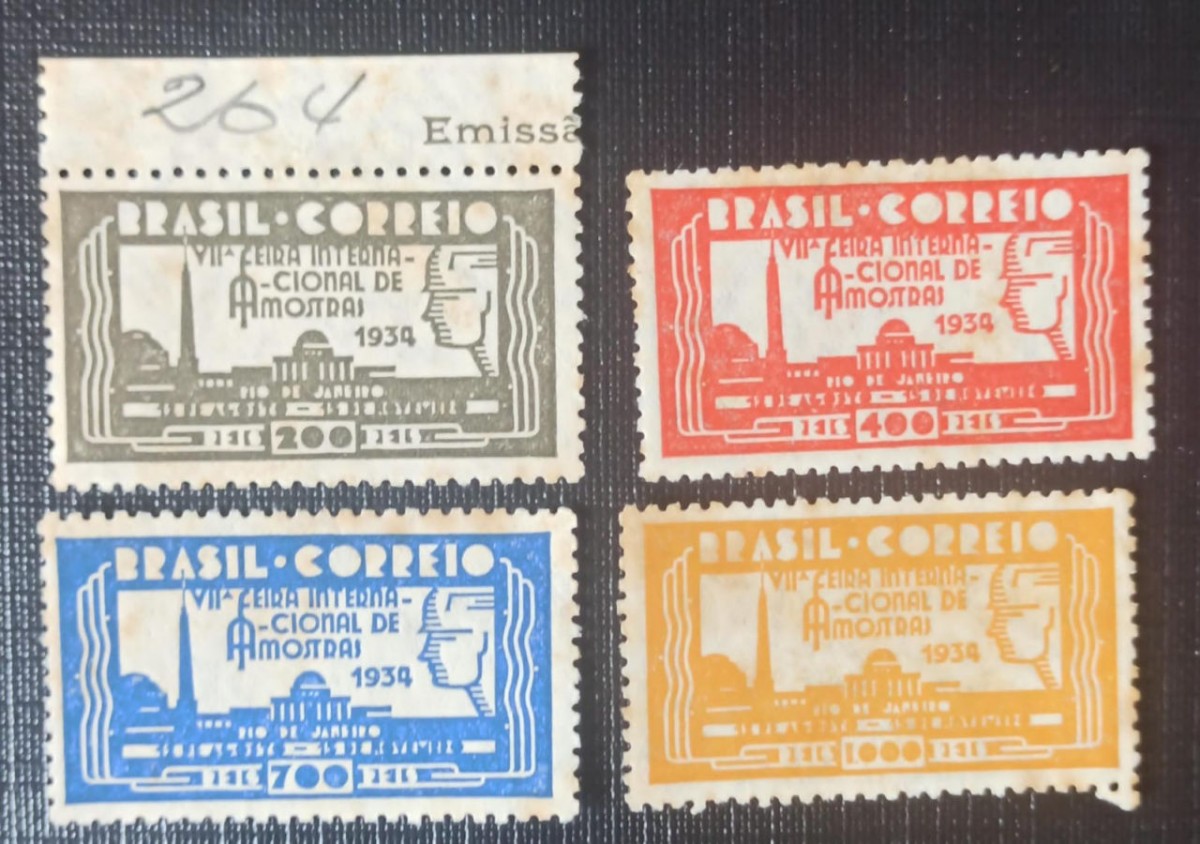 264
Emissã
BRASIL·CORREIO
VIIᴬ FEIRA INTERNA-
-CIONAL DE
AMOSTRAS
1934
RIO DE JANEIRO
REIS 200 REIS
BRASIL·CORREIO
VIIᴬ FEIRA INTERNA-
-CIONAL DE
AMOSTRAS
1934
RIO DE JANEIRO
REIS 400 REIS
BRASIL·CORREIO
VIIᴬ FEIRA INTERNA-
-CIONAL DE
AMOSTRAS
1934
RIO DE JANEIRO
REIS 700 REIS
BRASIL·CORREIO
VIIᴬ FEIRA INTERNA-
-CIONAL DE
AMOSTRAS
1934
RIO DE JANEIRO
REIS 1.000 REIS